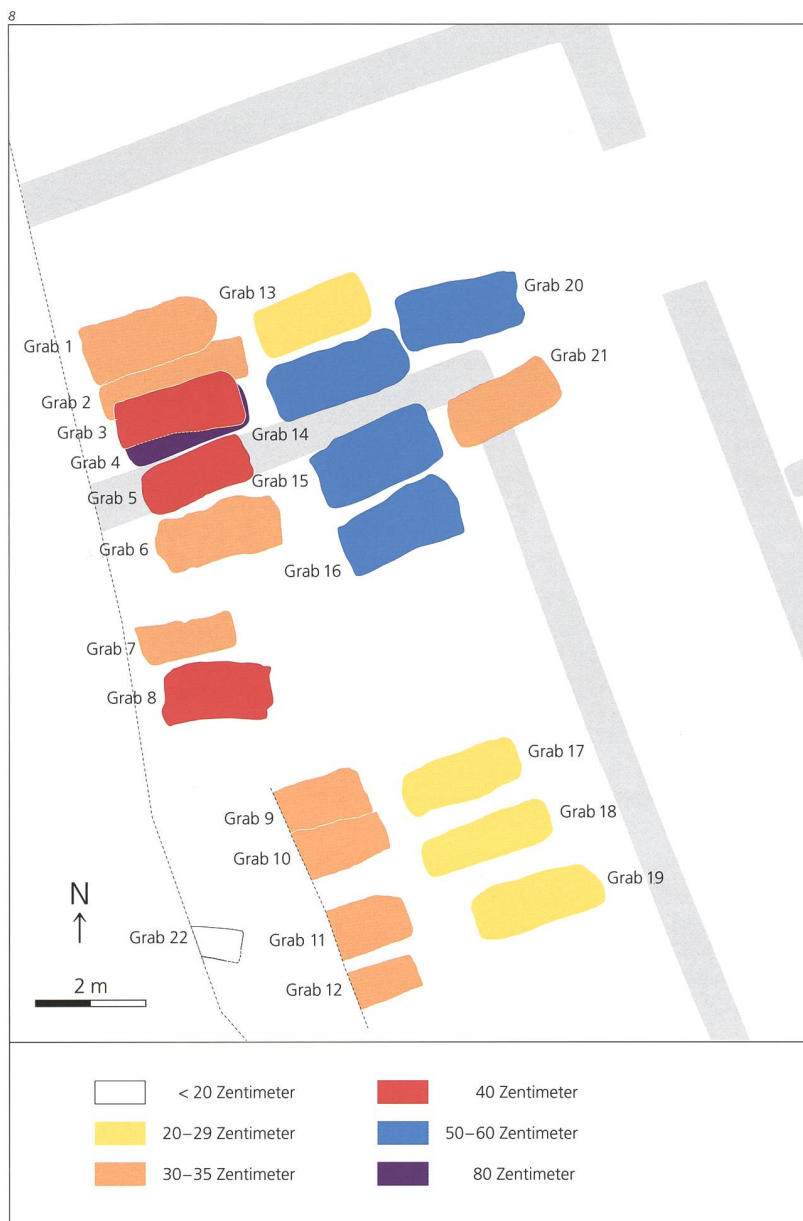 8
Grab 13
Grab 20
Grab 1
Grab 21
Grab 2
Grab 3
Grab 14
Grab 4
Grab 15
Grab 5
Grab 6
Grab 16
Grab 7
Grab 8
Grab 17
Grab 9
Grab 18
Grab 10
Grab 19
N
Grab 22
Grab 11
2 m
Grab 12
< 20 Zentimeter
40 Zentimeter
20–29 Zentimeter
50–60 Zentimeter
30–35 Zentimeter
80 Zentimeter